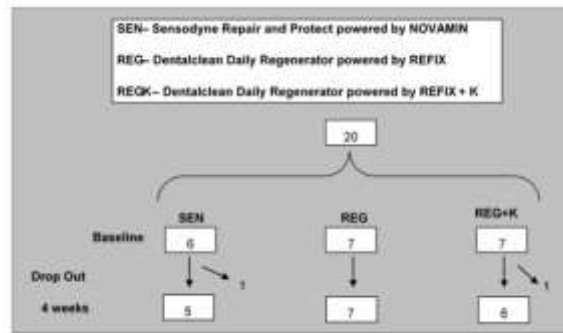 SEN– Sensodyne Repair and Protect powered by NOVAMIN
REG– Dentalclean Daily Regenerator powered by REFIX
REGK– Dentalclean Daily Regenerator powered by REFIX + K
20
SEN REG REG+K
Baseline 6 7 7
Drop Out 1 1
4 weeks 5 7 6